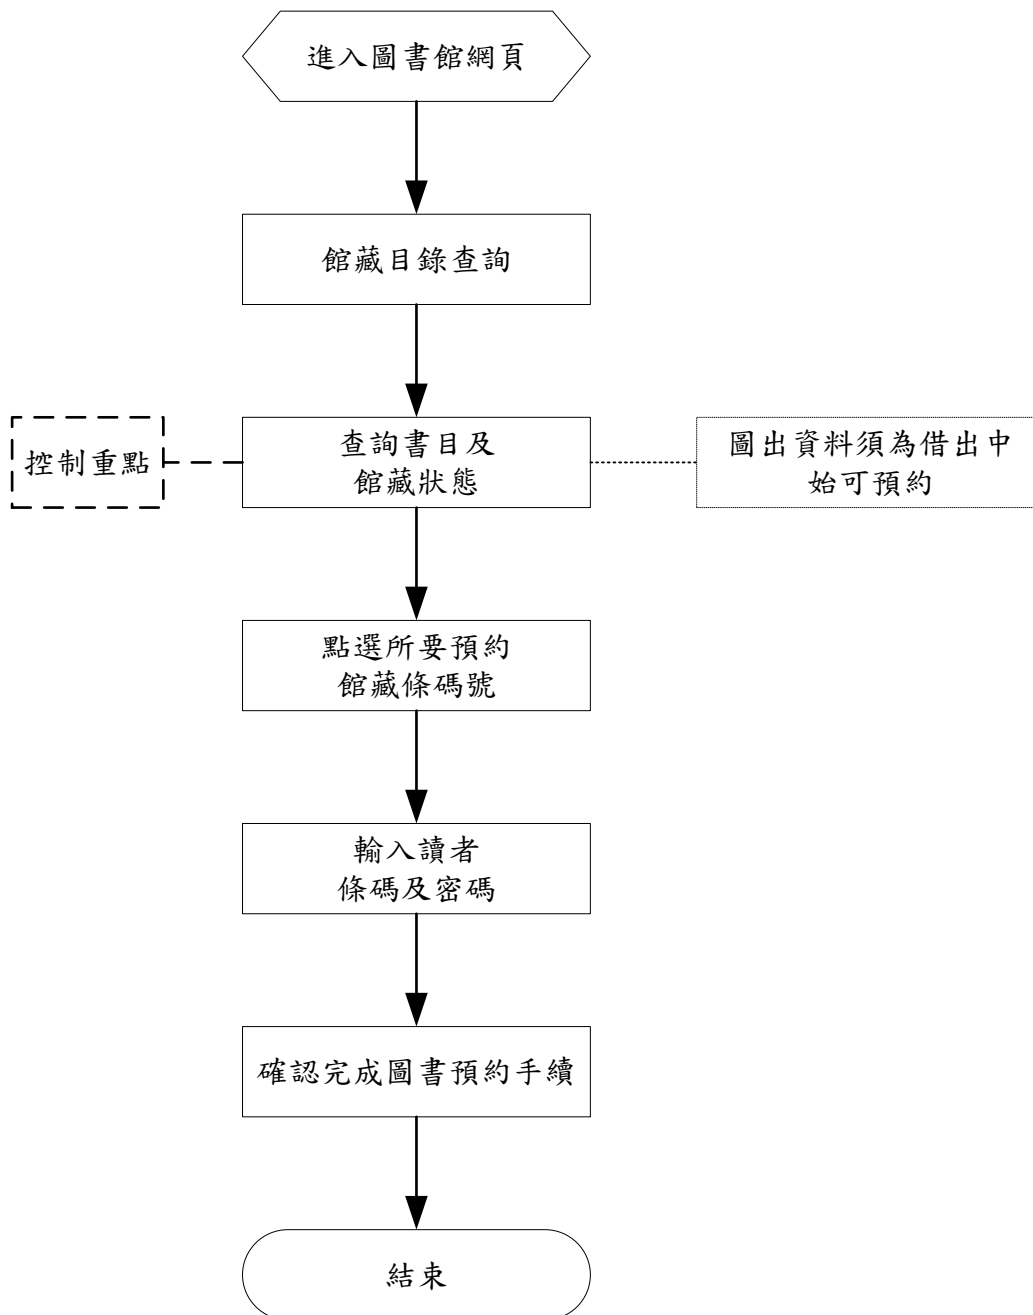 進入圖書館網頁
館藏目錄查詢
控制重點
查詢書目及
館藏狀態
圖出資料須為借出中
始可預約
點選所要預約
館藏條碼號
輸入讀者
條碼及密碼
確認完成圖書預約手續
結束